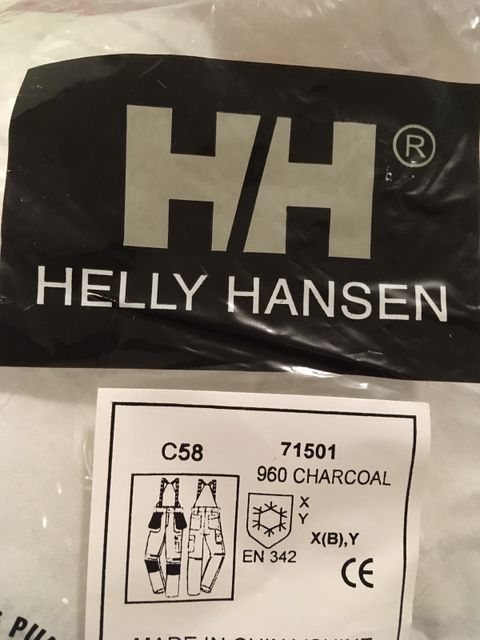 HH®
HELLY HANSEN
C58
71501
960 CHARCOAL
X
Y
X(B),Y
EN 342
CE